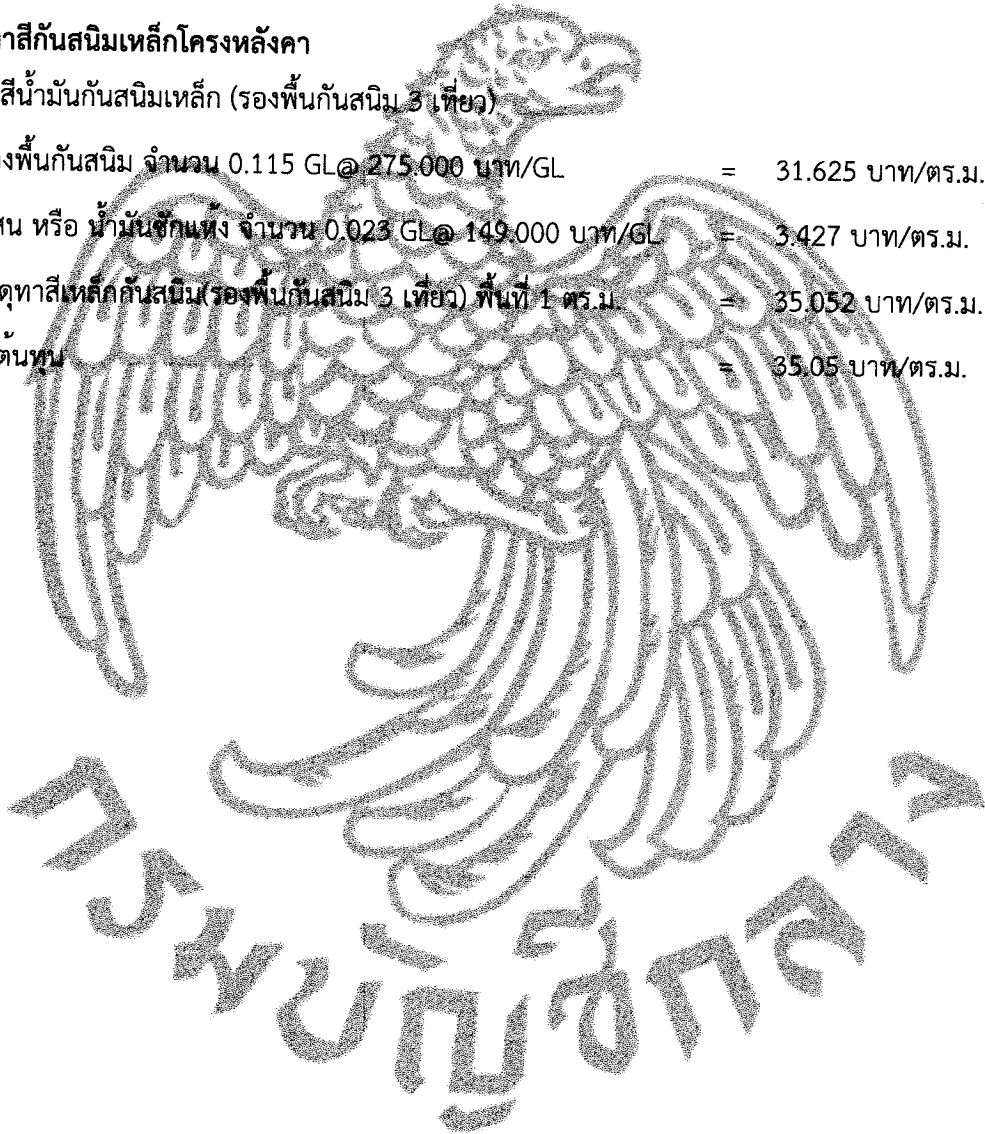 าสีกันสนิมเหล็กโครงหลังคา
สีน้ำมันกันสนิมเหล็ก (รองพื้นกันสนิม 3 เที่ยว)
งพื้นกันสนิม จำนวน 0.115 GL@ 275.000 บาท/GL = 31.625 บาท/ตร.ม.
สน หรือ น้ำมันชักแห้ง จำนวน 0.023 GL@ 149.000 บาท/GL = 3.427 บาท/ตร.ม.
ดุทาสีเหล็กกันสนิม(รองพื้นกันสนิม 3 เที่ยว) พื้นที่ 1 ตร.ม. = 35.052 บาท/ตร.ม.
ต้นทุน = 35.05 บาท/ตร.ม.
กรมบัญชีกลาง